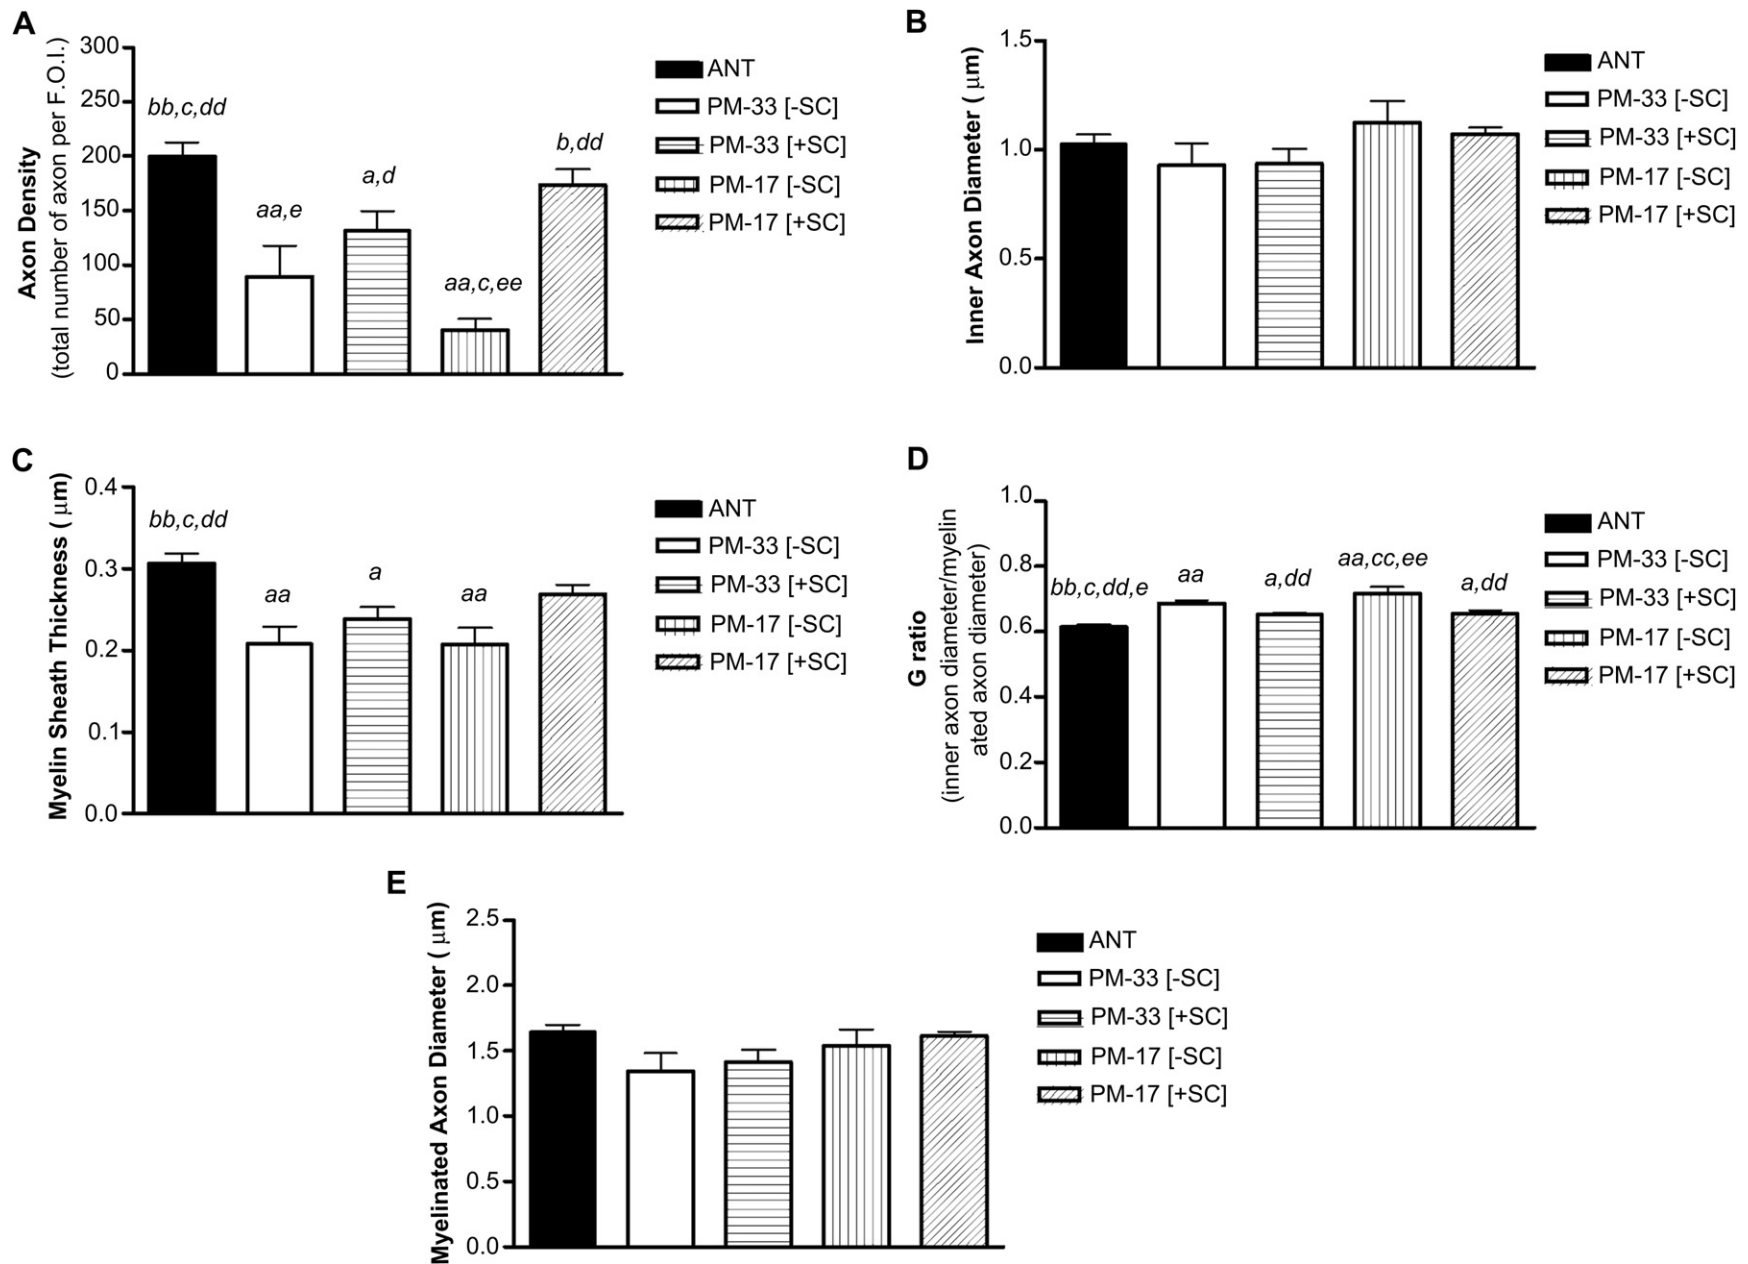 A
Axon Density
(total number of axon per F.O.I.)
300
250
200
150
100
50
0
bb,c,dd
aa,e
a,d
aa,c,ee
b,dd
ANT
PM-33 [-SC]
PM-33 [+SC]
PM-17 [-SC]
PM-17 [+SC]
B
Inner Axon Diameter ( μm)
1.5
1.0
0.5
0.0
ANT
PM-33 [-SC]
PM-33 [+SC]
PM-17 [-SC]
PM-17 [+SC]
C
Myelin Sheath Thickness ( μm)
0.4
0.3
0.2
0.1
0.0
bb,c,dd
aa
a
aa
ANT
PM-33 [-SC]
PM-33 [+SC]
PM-17 [-SC]
PM-17 [+SC]
D
G ratio
(inner axon diameter/myelin
ated axon diameter)
1.0
0.8
0.6
0.4
0.2
0.0
bb,c,dd,e
aa
a,dd
aa,cc,ee
a,dd
ANT
PM-33 [-SC]
PM-33 [+SC]
PM-17 [-SC]
PM-17 [+SC]
E
Myelinated Axon Diameter ( μm)
2.5
2.0
1.5
1.0
0.5
0.0
ANT
PM-33 [-SC]
PM-33 [+SC]
PM-17 [-SC]
PM-17 [+SC]